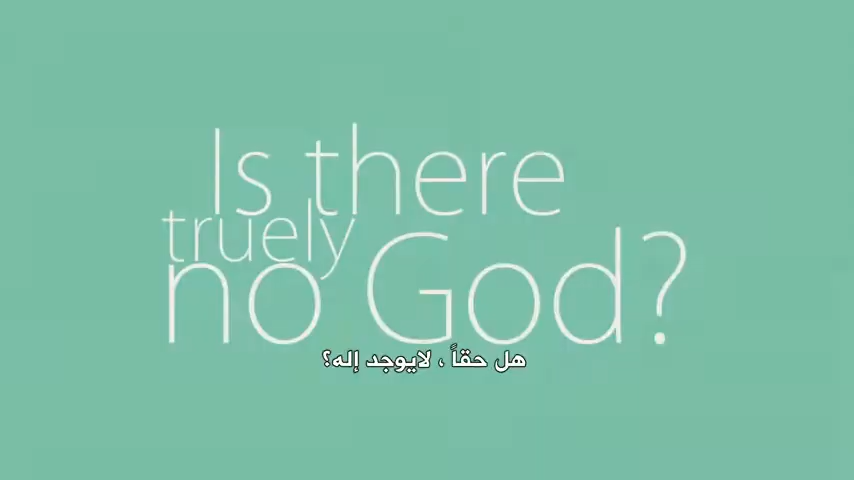 Is there
truely
no God?
هل حقاً ، لايوجد إله؟